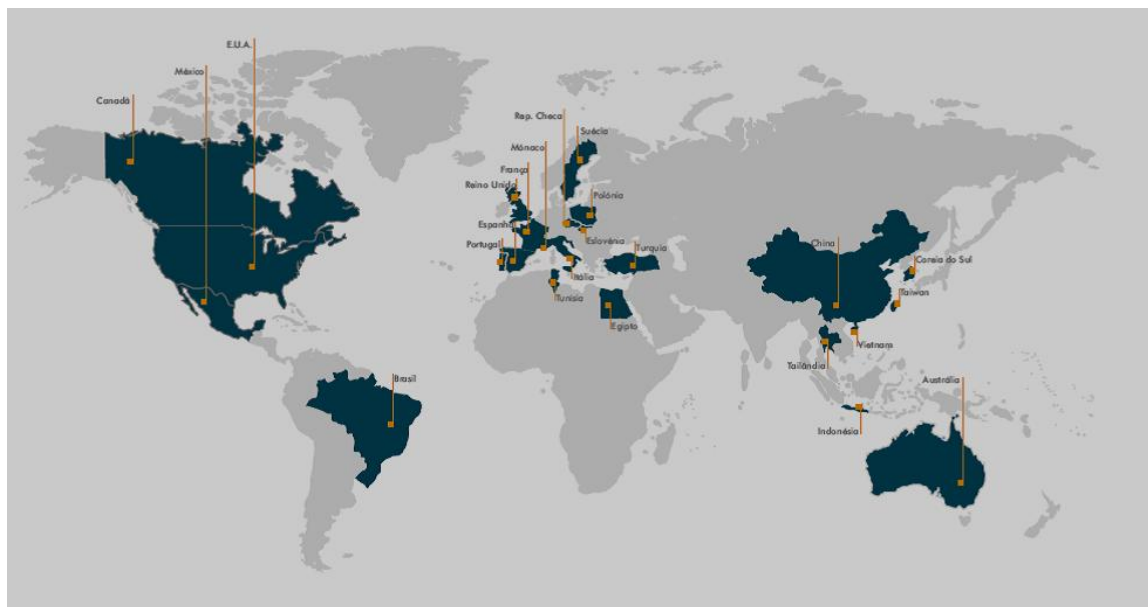 E.U.A.
México
Canadá
Rep. Checa
Suécia
Mónaco
França
Reino Unido
Polónia
Espanha
Eslovénia
Portugal
Turquia
China
Itália
Coreia do Sul
Tunísia
Taiwan
Egipto
Vietnam
Tailândia
Brasil
Austrália
Indonésia